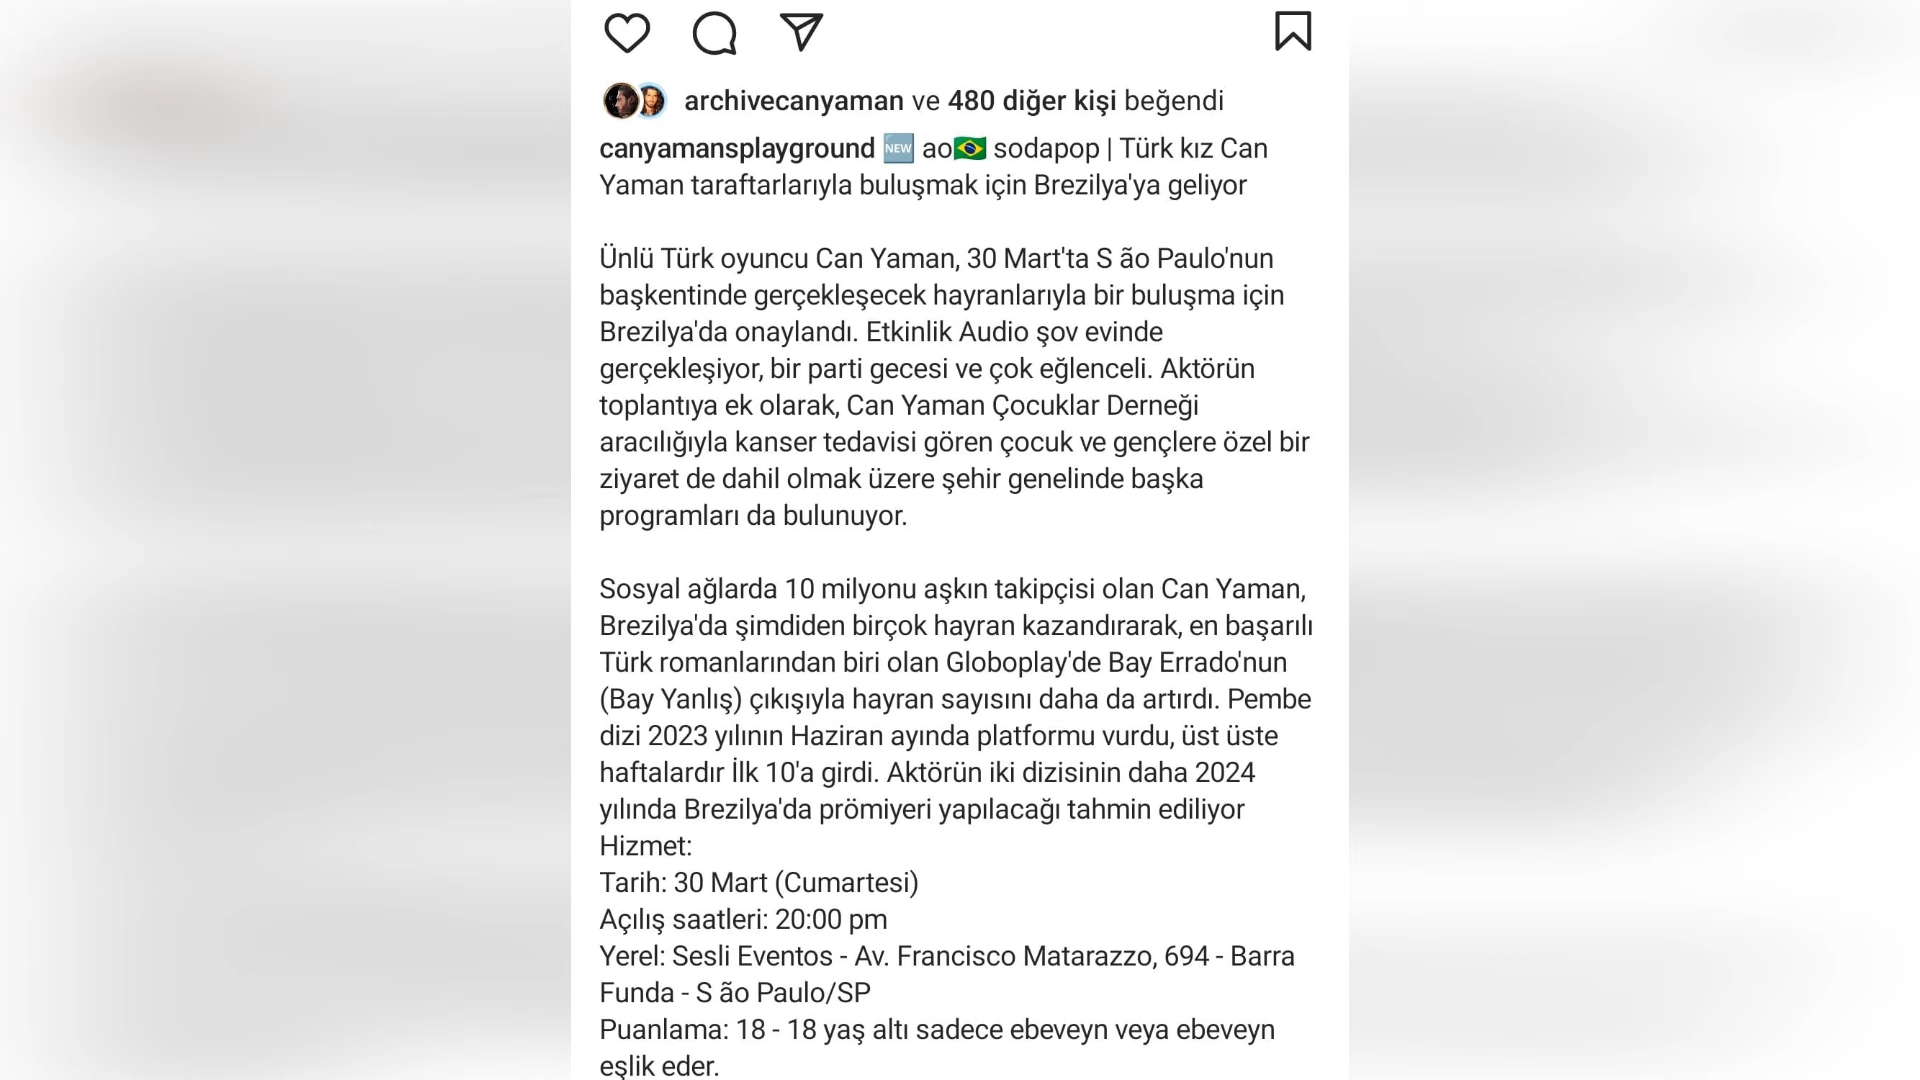 archivecanyaman ve 480 diğer kişi beğendi
canyamansplayground 🆕 ao🇧🇷 sodapop | Türk kız Can
Yaman taraftarlarıyla buluşmak için Brezilya'ya geliyor
Ünlü Türk oyuncu Can Yaman, 30 Mart'ta S ão Paulo'nun
başkentinde gerçekleşecek hayranlarıyla bir buluşma için
Brezilya'da onaylandı. Etkinlik Audio şov evinde
gerçekleşiyor, bir parti gecesi ve çok eğlenceli. Aktörün
toplantıya ek olarak, Can Yaman Çocuklar Derneği
aracılığıyla kanser tedavisi gören çocuk ve gençlere özel bir
ziyaret de dahil olmak üzere şehir genelinde başka
programları da bulunuyor.
Sosyal ağlarda 10 milyonu aşkın takipçisi olan Can Yaman,
Brezilya'da şimdiden birçok hayran kazandırarak, en başarılı
Türk romanlarından biri olan Globoplay'de Bay Errado'nun
(Bay Yanlış) çıkışıyla hayran sayısını daha da artırdı. Pembe
dizi 2023 yılının Haziran ayında platformu vurdu, üst üste
haftalardır İlk 10'a girdi. Aktörün iki dizisinin daha 2024
yılında Brezilya'da prömiyeri yapılacağı tahmin ediliyor
Hizmet:
Tarih: 30 Mart (Cumartesi)
Açılış saatleri: 20:00 pm
Yerel: Sesli Eventos - Av. Francisco Matarazzo, 694 - Barra
Funda - S ão Paulo/SP
Puanlama: 18 - 18 yaş altı sadece ebeveyn veya ebeveyn
eşlik eder.